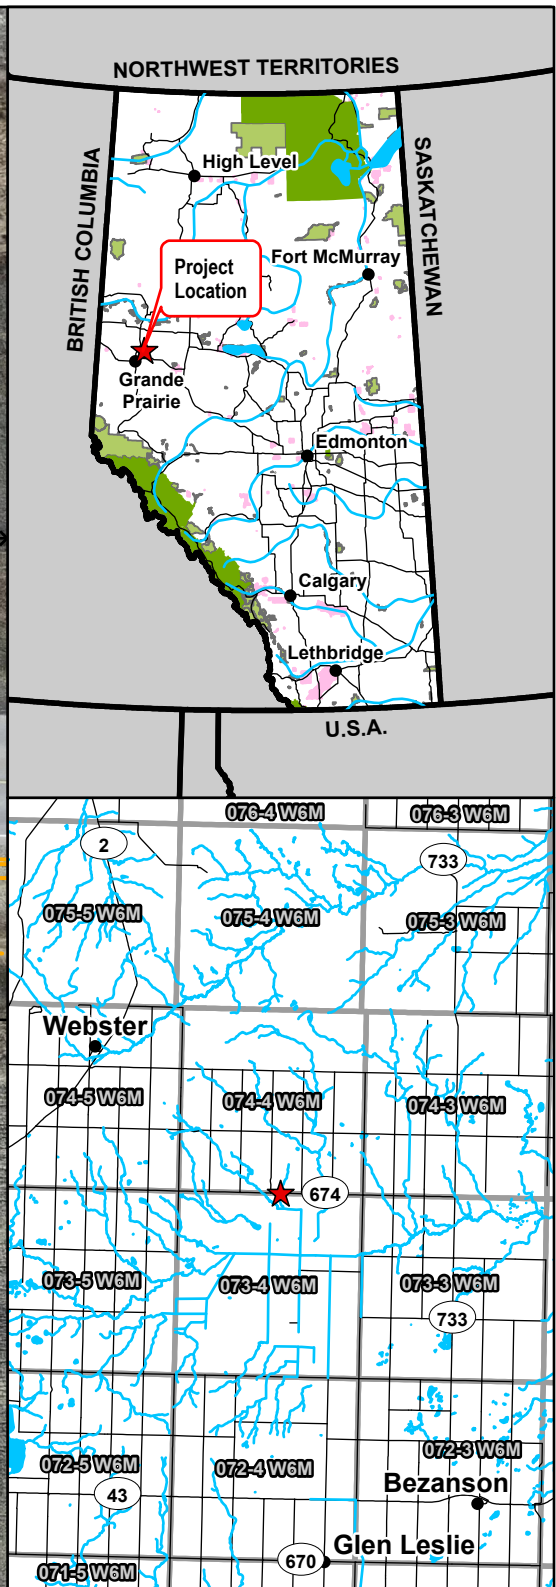 NORTHWEST TERRITORIES
BRITISH COLUMBIA
SASKATCHEWAN
High Level
Project
Location
Fort McMurray
Grande
Prairie
Edmonton
Calgary
Lethbridge
U.S.A.
076-4 W6M
076-3 W6M
2
733
075-5 W6M
075-4 W6M
075-3 W6M
Webster
074-5 W6M
074-4 W6M
074-3 W6M
674
073-5 W6M
073-4 W6M
073-3 W6M
733
072-5 W6M
072-4 W6M
072-3 W6M
43
Bezanson
Glen Leslie
670
071-5 W6M